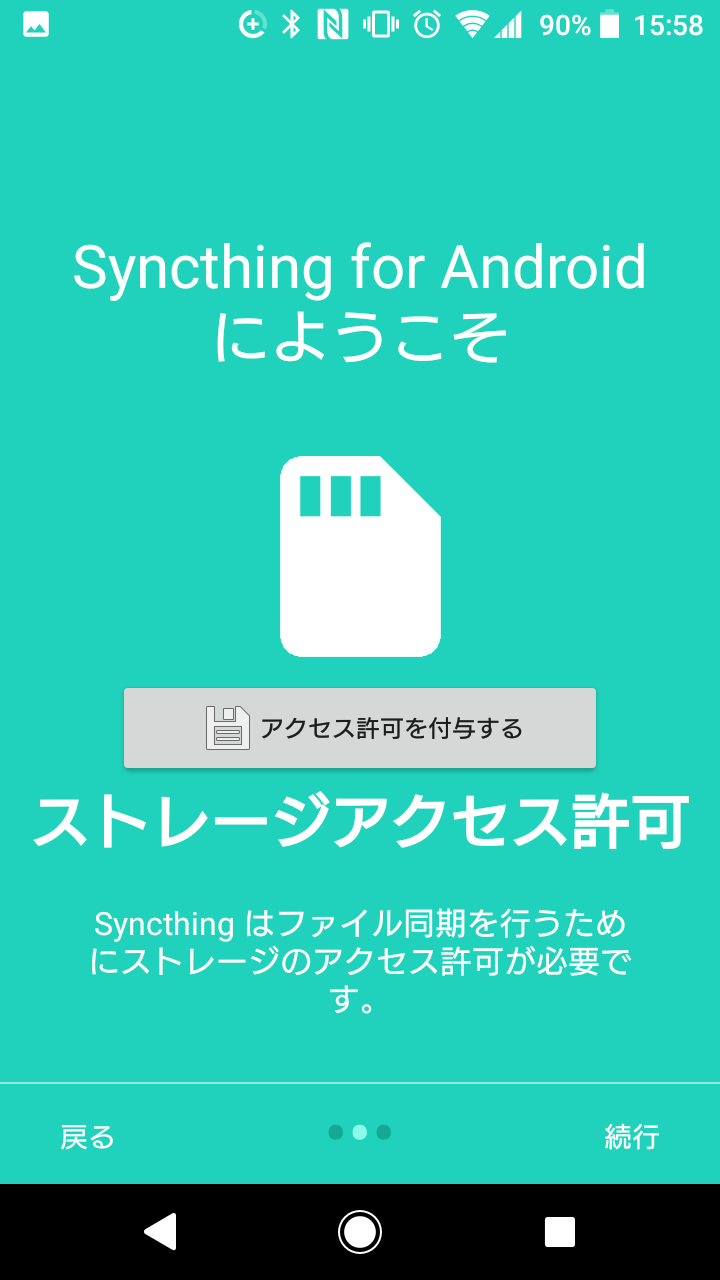 90% 15:58
Syncthing for Android
にようこそ
アクセス許可を付与する
ストレージアクセス許可
Syncthing はファイル同期を行うため
にストレージのアクセス許可が必要で
す。
戻る 続行